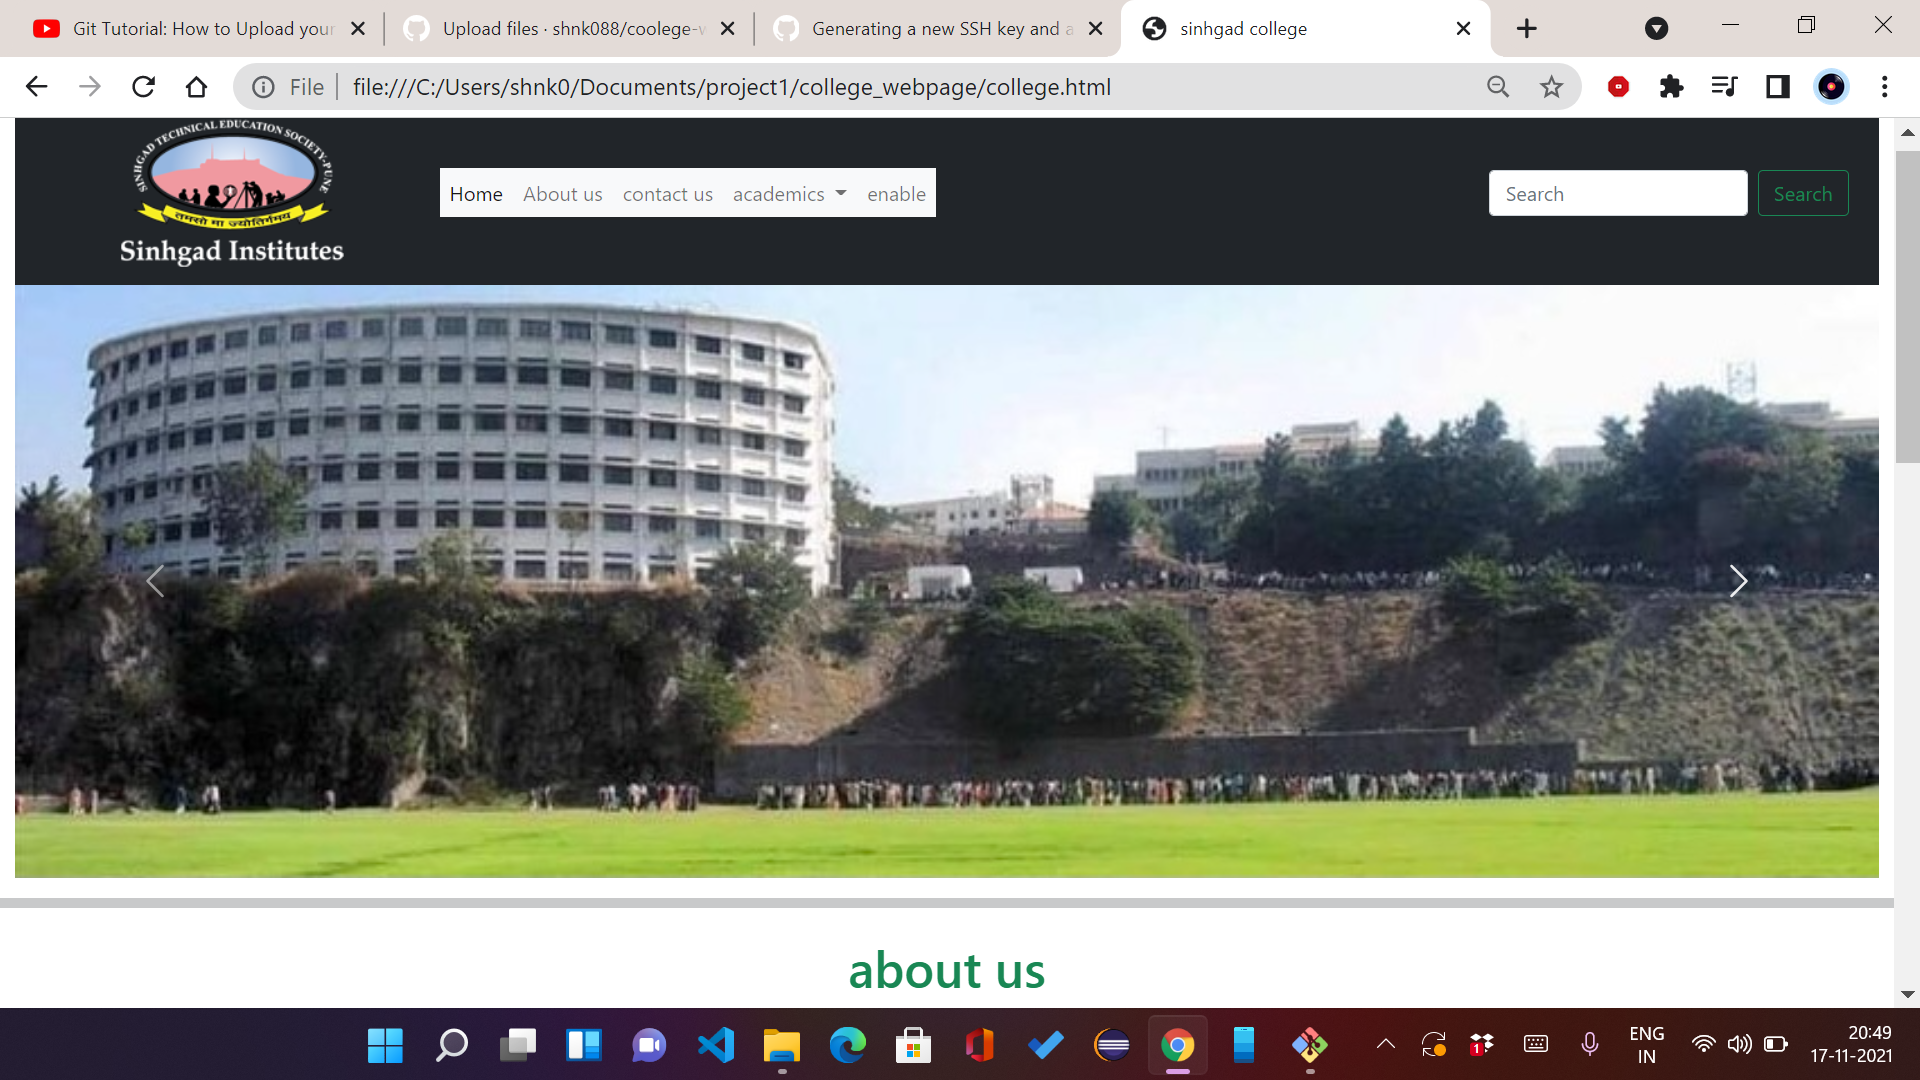 Git Tutorial: How to Upload your
Upload files · shnk088/coolege-w
Generating a new SSH key and a
sinhgad college
File
file:///C:/Users/shnk0/Documents/project1/college_webpage/college.html
SINHGAD TECHNICAL EDUCATION SOCIETY-PUNE
तमसो मा ज्योतिर्गमय
Sinhgad Institutes
Home About us contact us academics enable
Search Search
about us
1
ENG
IN
20:49
17-11-2021